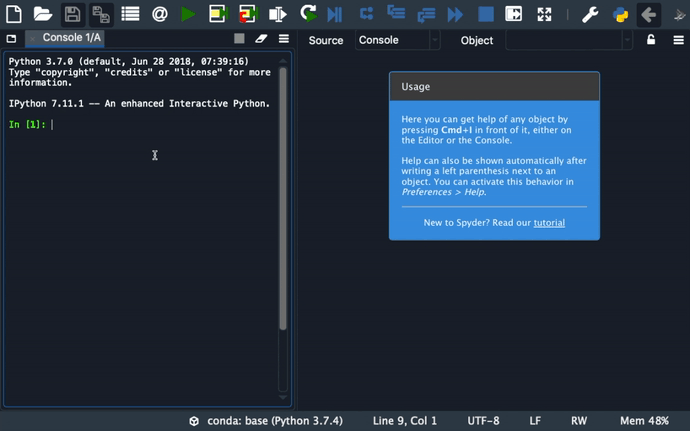 Console 1/A
Source
Console
Object
Python 3.7.0 (default, Jun 28 2018, 07:39:16)
Type "copyright", "credits" or "license" for more
information.
IPython 7.11.1 -- An enhanced Interactive Python.
In [1]:
Usage
Here you can get help of any object by
pressing Cmd+I in front of it, either on
the Editor or the Console.
Help can also be shown automatically after
writing a left parenthesis next to an
object. You can activate this behavior in
Preferences > Help.
New to Spyder? Read our tutorial
conda: base (Python 3.7.4)
Line 9, Col 1
UTF-8
LF
RW
Mem 48%